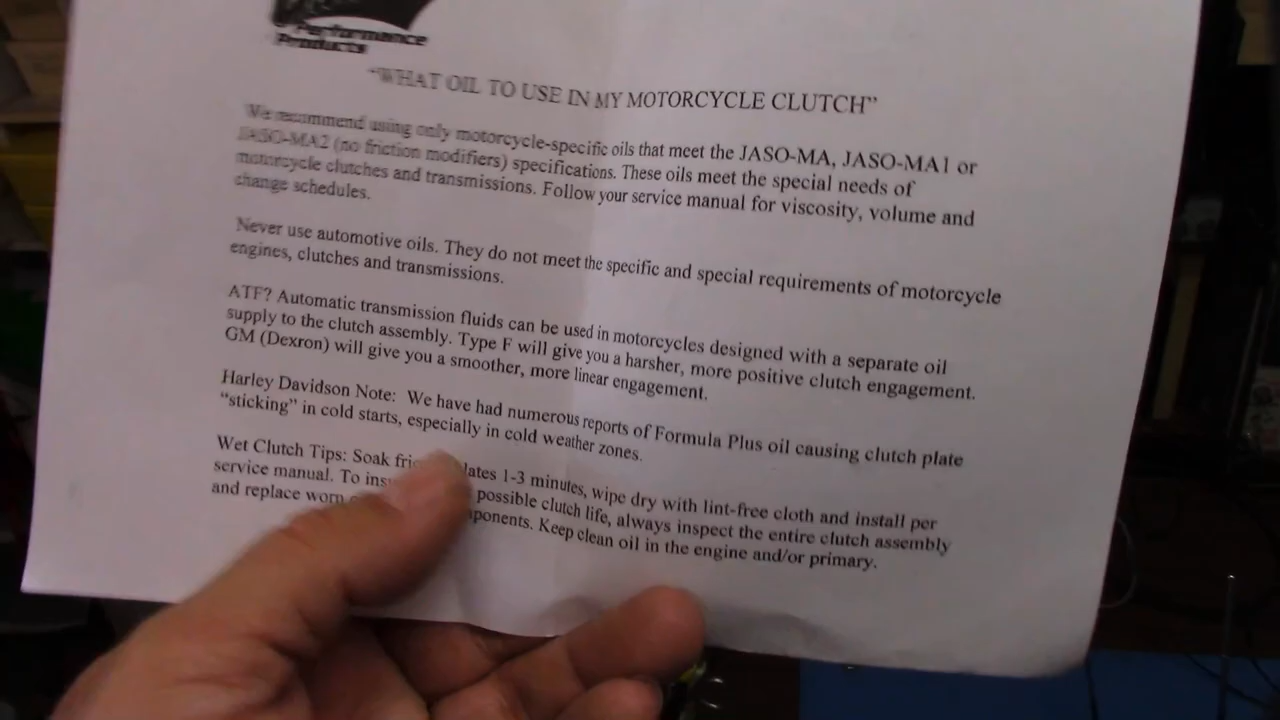 Performance
Products
"WHAT OIL TO USE IN MY MOTORCYCLE CLUTCH"
We recommend using only motorcycle-specific oils that meet the JASO-MA, JASO-MA1 or
JASO-MA2 (no friction modifiers) specifications. These oils meet the special needs of
motorcycle clutches and transmissions. Follow your service manual for viscosity, volume and
change schedules.
Never use automotive oils. They do not meet the specific and special requirements of motorcycle
engines, clutches and transmissions.
ATF? Automatic transmission fluids can be used in motorcycles designed with a separate oil
supply to the clutch assembly. Type F will give you a harsher, more positive clutch engagement.
GM (Dexron) will give you a smoother, more linear engagement.
Harley Davidson Note: We have had numerous reports of Formula Plus oil causing clutch plate
"sticking" in cold starts, especially in cold weather zones.
Wet Clutch Tips: Soak 1-3 minutes, wipe dry with lint-free cloth and install per
service manual. To possible clutch life, always inspect the entire clutch assembly
and replace worn Keep clean oil in the engine and/or primary.